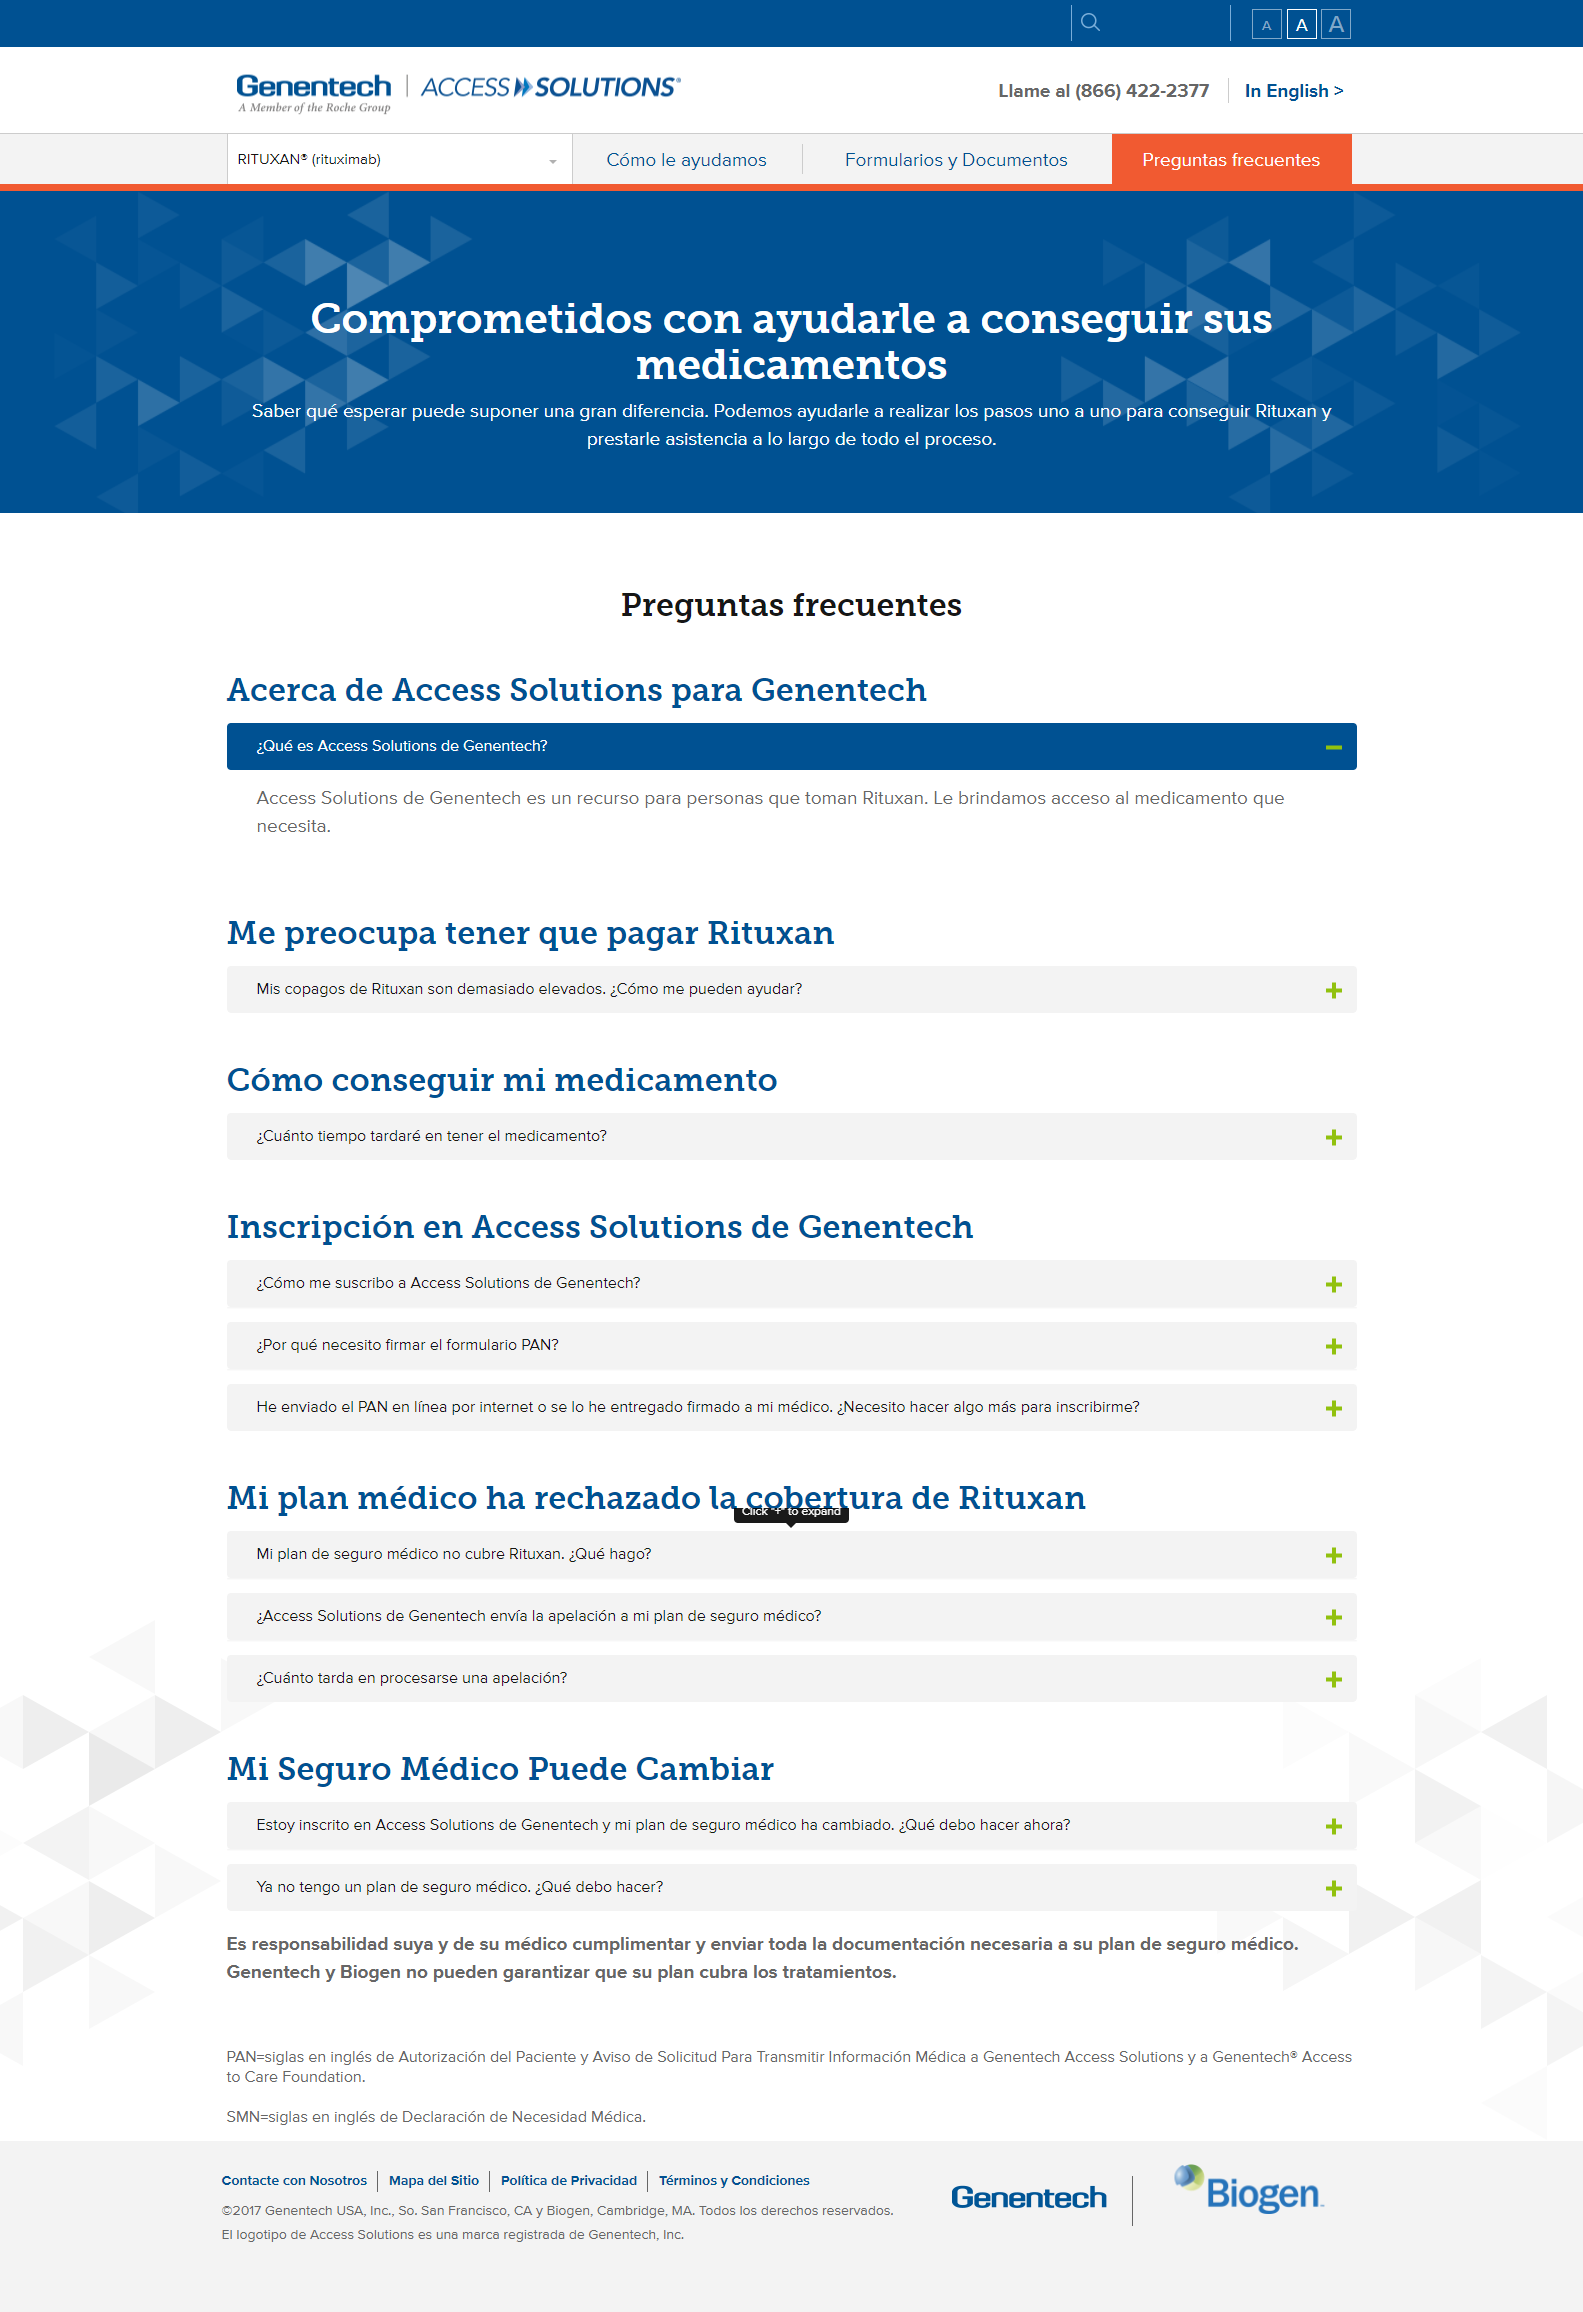 A A A
Genentech
A Member of the Roche Group
ACCESS SOLUTIONS®
Llame al (866) 422-2377
In English >
RITUXAN® (rituximab)
Cómo le ayudamos
Formularios y Documentos
Preguntas frecuentes
Comprometidos con ayudarle a conseguir sus
medicamentos
Saber qué esperar puede suponer una gran diferencia. Podemos ayudarle a realizar los pasos uno a uno para conseguir Rituxan y
prestarle asistencia a lo largo de todo el proceso.
Preguntas frecuentes
Acerca de Access Solutions para Genentech
¿Qué es Access Solutions de Genentech?
Access Solutions de Genentech es un recurso para personas que toman Rituxan. Le brindamos acceso al medicamento que
necesita.
Me preocupa tener que pagar Rituxan
Mis copagos de Rituxan son demasiado elevados. ¿Cómo me pueden ayudar?
Cómo conseguir mi medicamento
¿Cuánto tiempo tardaré en tener el medicamento?
Inscripción en Access Solutions de Genentech
¿Cómo me suscribo a Access Solutions de Genentech?
¿Por qué necesito firmar el formulario PAN?
He enviado el PAN en línea por internet o se lo he entregado firmado a mi médico. ¿Necesito hacer algo más para inscribirme?
Mi plan médico ha rechazado la cobertura de Rituxan
Click "+" to expand
Mi plan de seguro médico no cubre Rituxan. ¿Qué hago?
¿Access Solutions de Genentech envía la apelación a mi plan de seguro médico?
¿Cuánto tarda en procesarse una apelación?
Mi Seguro Médico Puede Cambiar
Estoy inscrito en Access Solutions de Genentech y mi plan de seguro médico ha cambiado. ¿Qué debo hacer ahora?
Ya no tengo un plan de seguro médico. ¿Qué debo hacer?
Es responsabilidad suya y de su médico cumplimentar y enviar toda la documentación necesaria a su plan de seguro médico.
Genentech y Biogen no pueden garantizar que su plan cubra los tratamientos.
PAN=siglas en inglés de Autorización del Paciente y Aviso de Solicitud Para Transmitir Información Médica a Genentech Access Solutions y a Genentech® Access
to Care Foundation.
SMN=siglas en inglés de Declaración de Necesidad Médica.
Contacte con Nosotros
Mapa del Sitio
Política de Privacidad
Términos y Condiciones
©2017 Genentech USA, Inc., So. San Francisco, CA y Biogen, Cambridge, MA. Todos los derechos reservados.
El logotipo de Access Solutions es una marca registrada de Genentech, Inc.
Genentech
Biogen